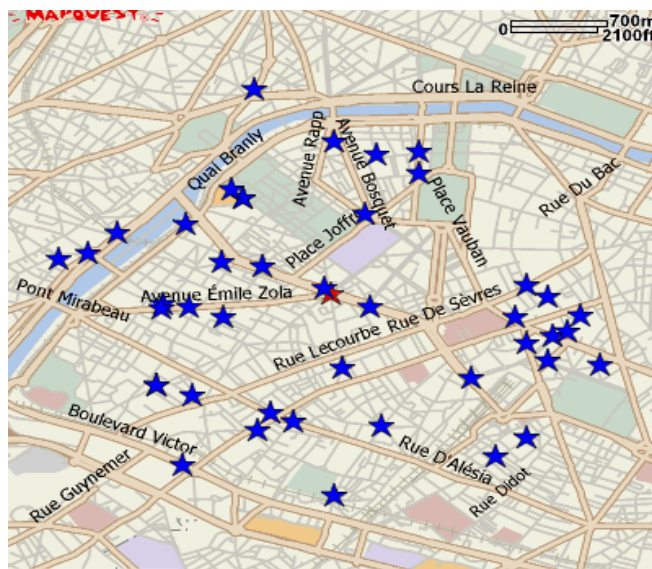 MAPQUEST
700m
0
2100ft
Cours La Reine
Avenue Rapp
Avenue Bosquet
Quai Branly
Rue Du Bac
Place Vauban
Place Joffre
Pont Mirabeau
Avenue Émile Zola
Rue De Sèvres
Rue Lecourbe
Boulevard Victor
Rue D'Alésia
Rue Guynemer
Rue Didot